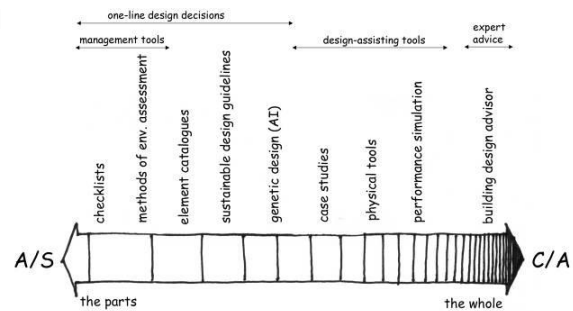 one-line design decisions
expert
advice
management tools
design-assisting tools
checklists
methods of env. assessment
element catalogues
sustainable design guidelines
genetic design (AI)
case studies
physical tools
performance simulation
building design advisor
A/S
C/A
the parts
the whole